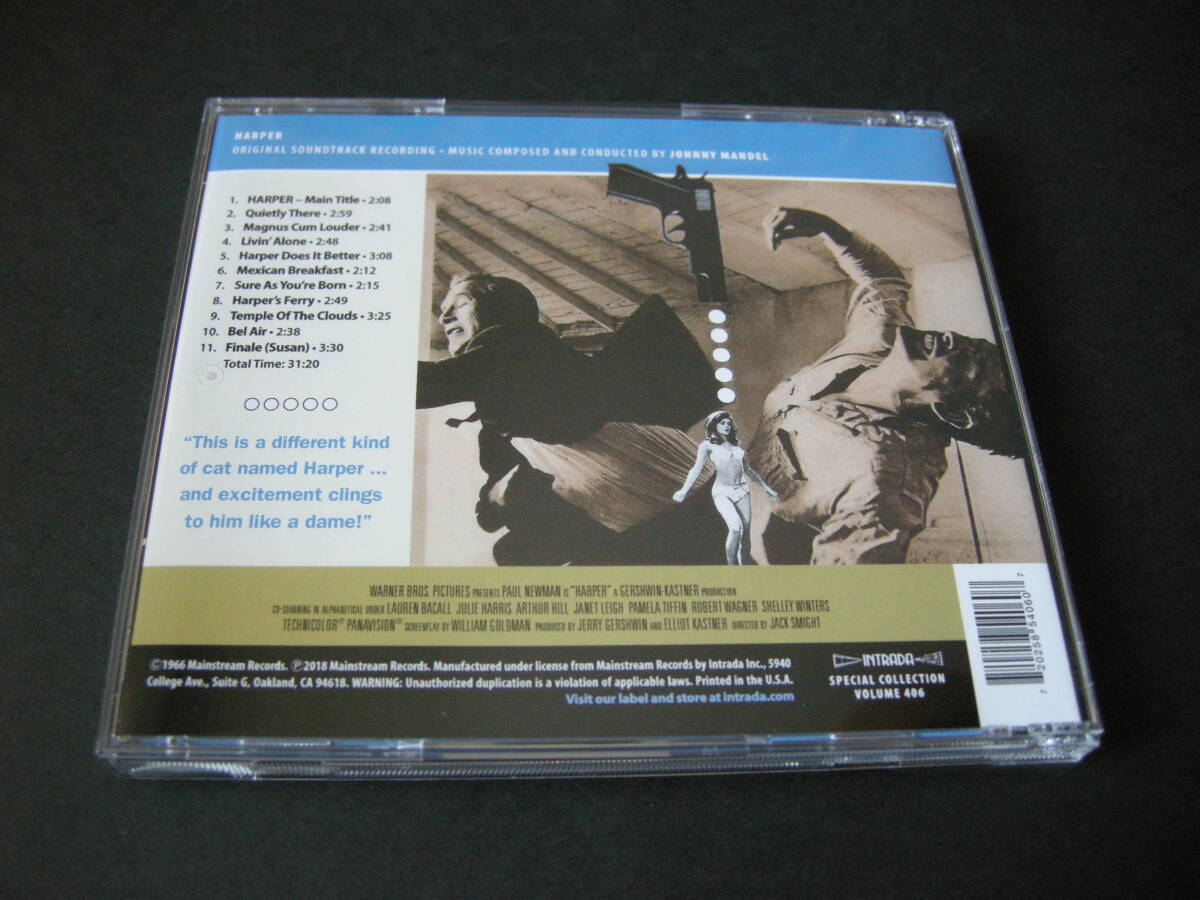 HARPER
ORIGINAL SOUNDTRACK RECORDING • MUSIC COMPOSED AND CONDUCTED BY JOHNNY MANDEL
1. HARPER – Main Title • 2:08
2. Quietly There • 2:59
3. Magnus Cum Louder • 2:41
4. Livin' Alone • 2:48
5. Harper Does It Better • 3:08
6. Mexican Breakfast • 2:12
7. Sure As You're Born • 2:15
8. Harper's Ferry • 2:49
9. Temple Of The Clouds • 3:25
10. Bel Air • 2:38
11. Finale (Susan) • 3:30
Total Time: 31:20
“This is a different kind
of cat named Harper ...
and excitement clings
to him like a dame!”
WARNER BROS. PICTURES PRESENTS PAUL NEWMAN IS “HARPER” A GERSHWIN-KASTNER PRODUCTION
CO-STARRING IN ALPHABETICAL ORDER LAUREN BACALL JULIE HARRIS ARTHUR HILL JANET LEIGH PAMELA TIFFIN ROBERT WAGNER SHELLEY WINTERS
TECHNICOLOR® PANAVISION® SCREENPLAY BY WILLIAM GOLDMAN PRODUCED BY JERRY GERSHWIN AND ELLIOT KASTNER DIRECTED BY JACK SMIGHT
©1966 Mainstream Records. ℗2018 Mainstream Records. Manufactured under license from Mainstream Records by Intrada Inc., 5940
College Ave., Suite G, Oakland, CA 94618. WARNING: Unauthorized duplication is a violation of applicable laws. Printed in the U.S.A.
Visit our label and store at intrada.com
INTRADA
SPECIAL COLLECTION
VOLUME 406
7 20258 54060 7